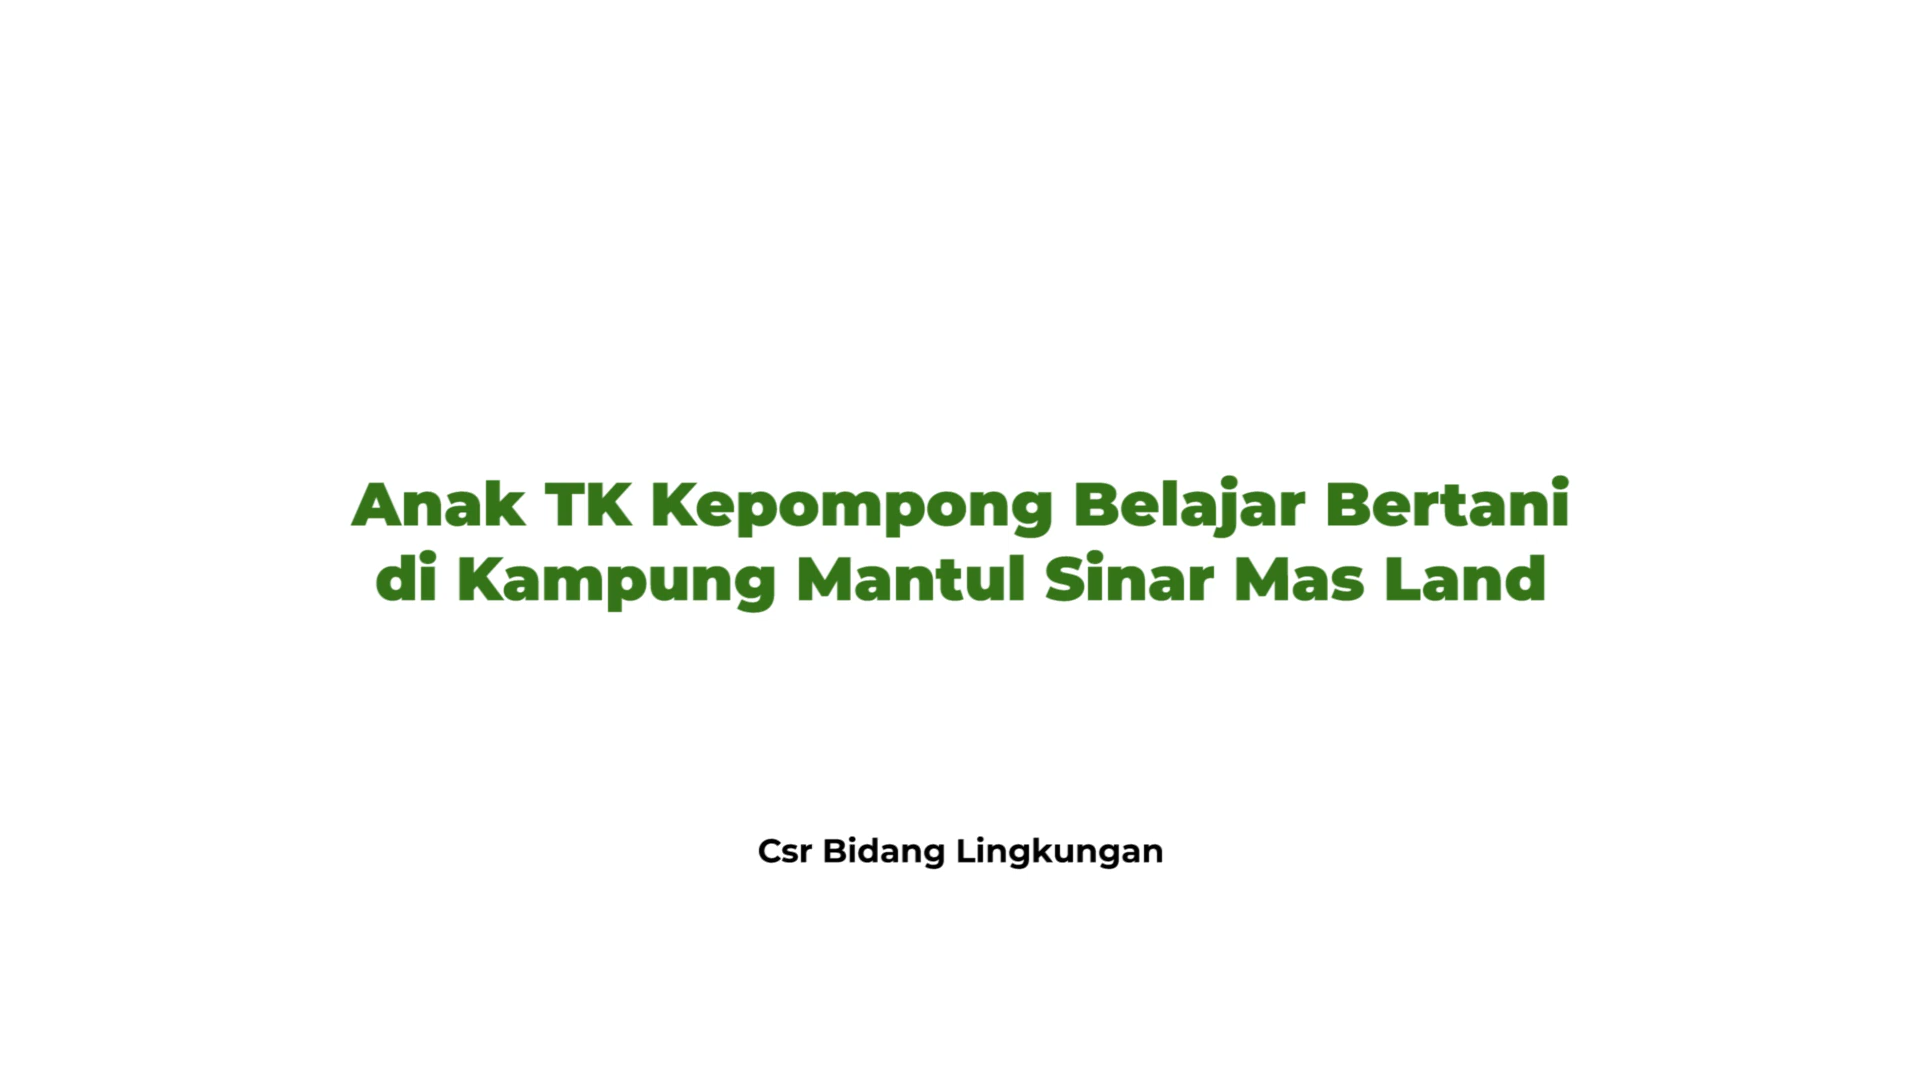 Anak TK Kepompong Belajar Bertani
di Kampung Mantul Sinar Mas Land
Csr Bidang Lingkungan